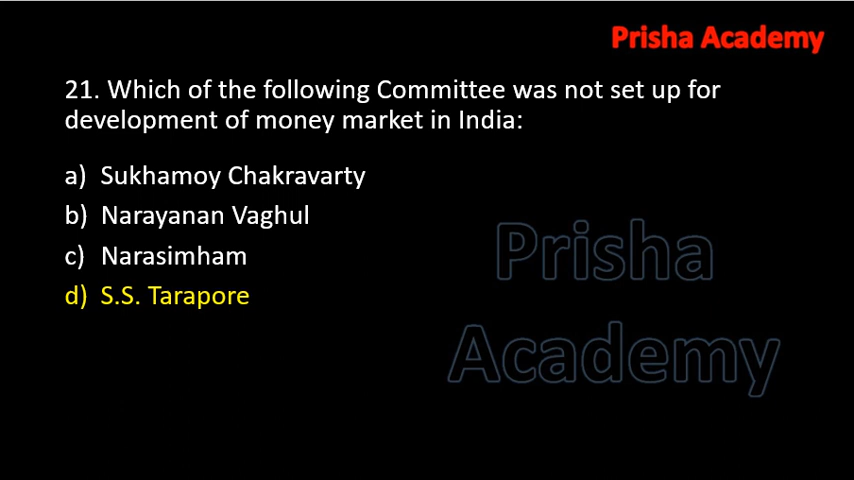 Prisha Academy
21. Which of the following Committee was not set up for
development of money market in India:
a) Sukhamoy Chakravarty
b) Narayanan Vaghul
c) Narasimham
d) S.S. Tarapore
Prisha
Academy